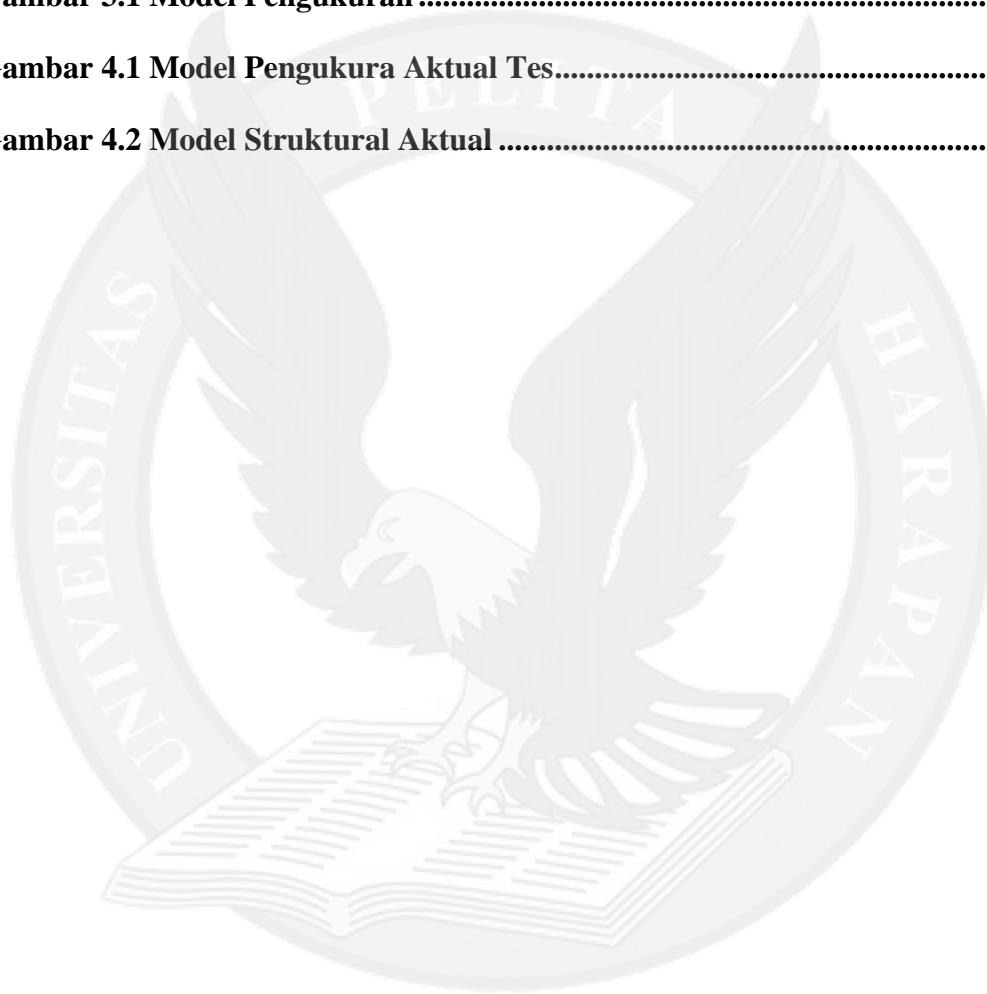 ambar 3.1 Model Pengukuran ....................................................................
ambar 4.1 Model Pengukura Aktual Tes....................................................
ambar 4.2 Model Struktural Aktual ...........................................................
UNIVERSITAS PELITA HARAPAN